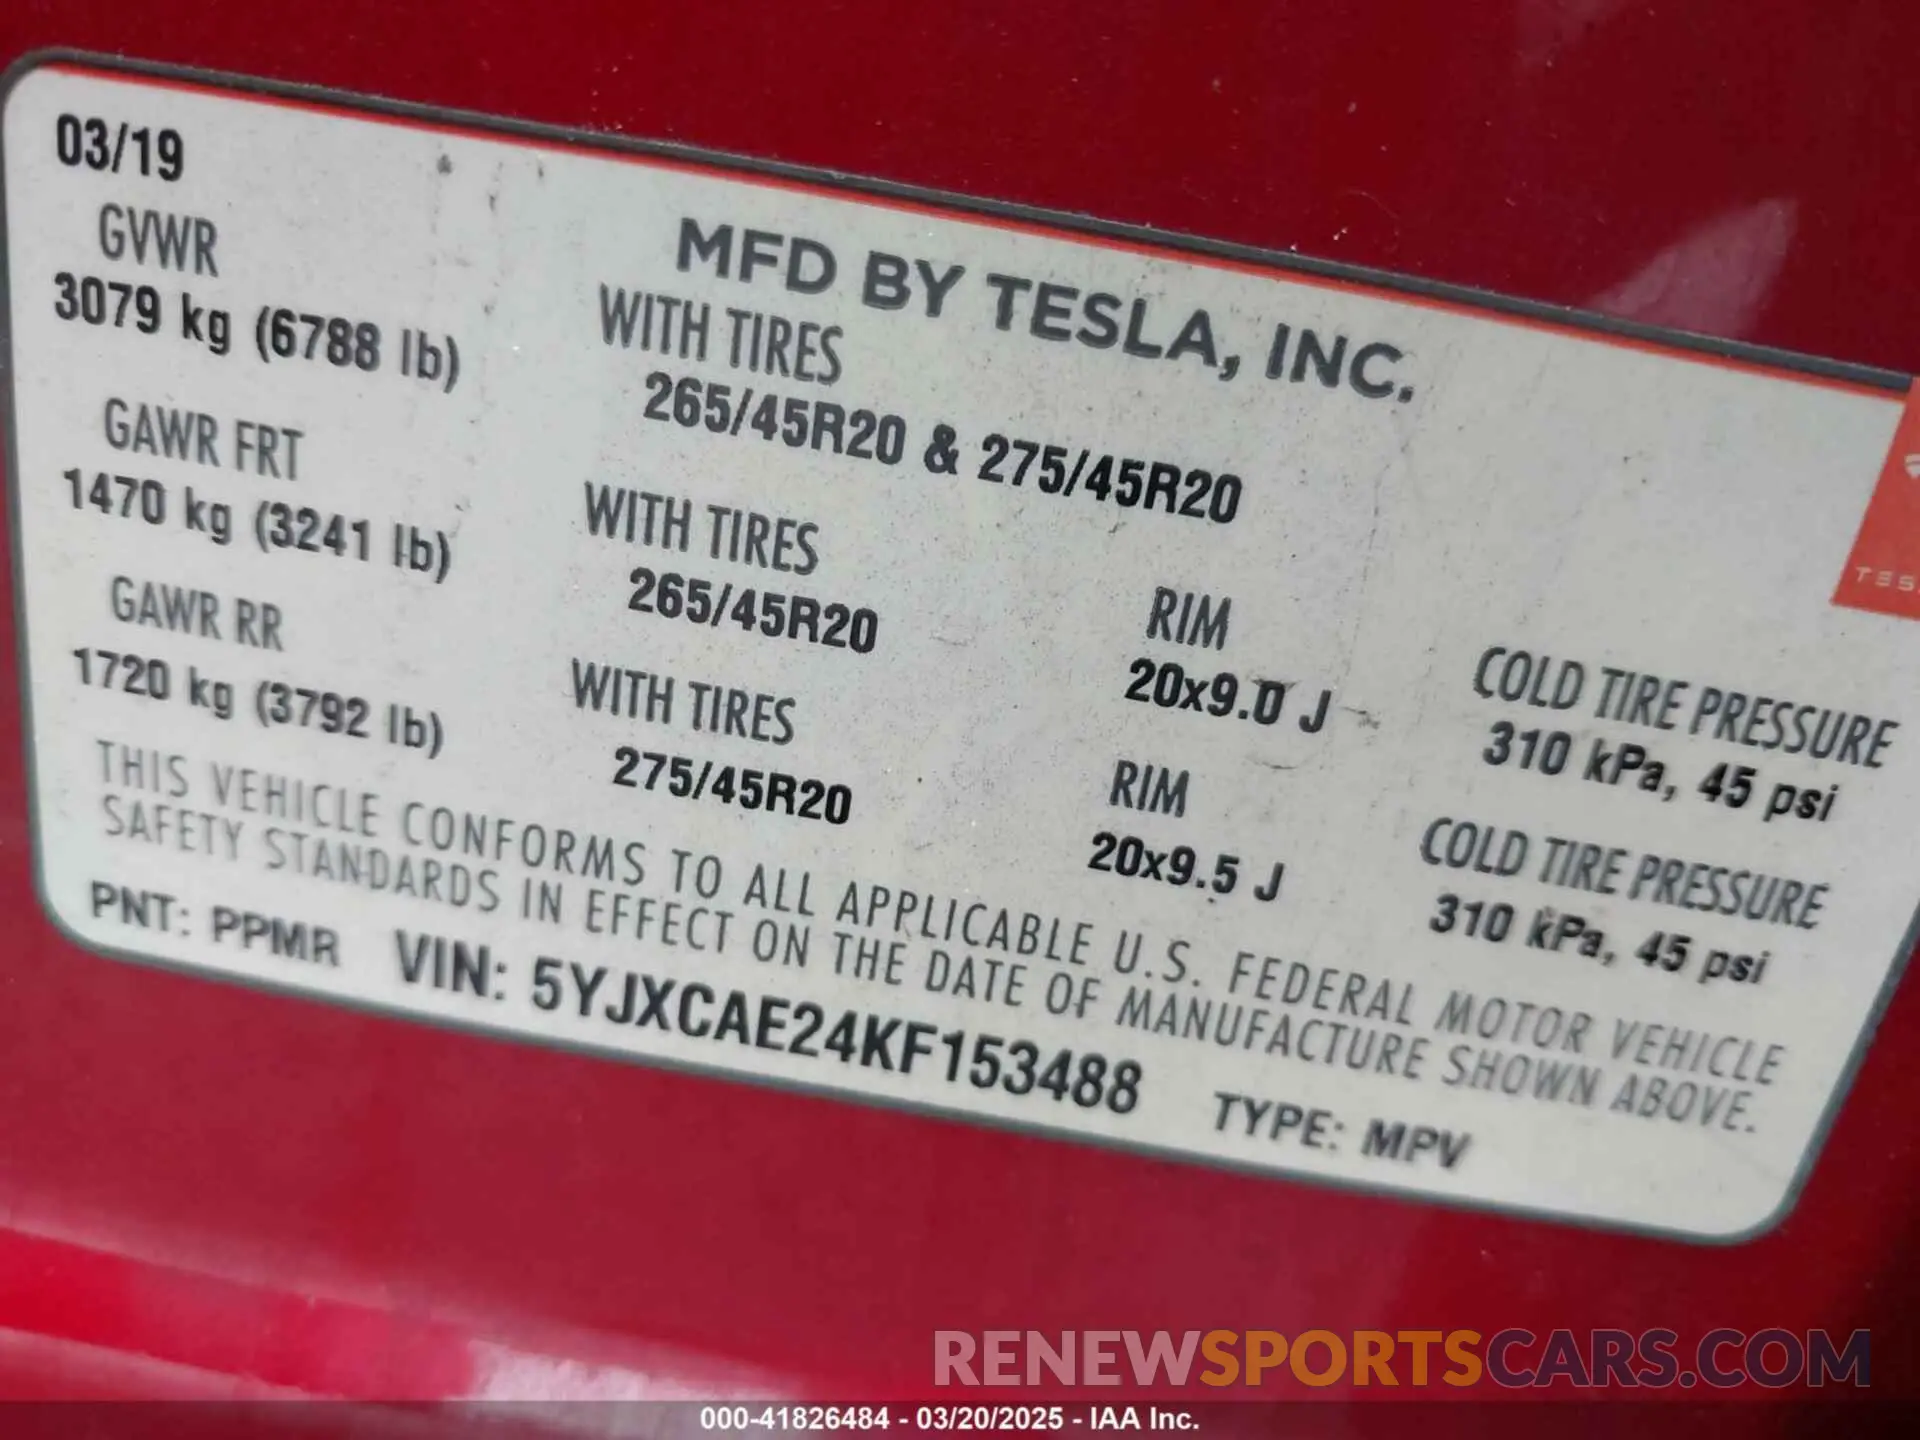 03/19
MFD BY TESLA, INC.
GVWR
3079 kg (6788 lb)
WITH TIRES
265/45R20 & 275/45R20
GAWR FRT
1470 kg (3241 lb)
WITH TIRES
265/45R20
RIM
20x9.0 J
COLD TIRE PRESSURE
310 kPa, 45 psi
GAWR RR
1720 kg (3792 lb)
WITH TIRES
275/45R20
RIM
20x9.5 J
COLD TIRE PRESSURE
310 kPa, 45 psi
THIS VEHICLE CONFORMS TO ALL APPLICABLE U.S. FEDERAL MOTOR VEHICLE
SAFETY STANDARDS IN EFFECT ON THE DATE OF MANUFACTURE SHOWN ABOVE.
PNT: PPMR VIN: 5YJXCAE24KF153488 TYPE: MPV
RENEWSPORTSCARS.COM
000-41826484 - 03/20/2025 - IAA Inc.